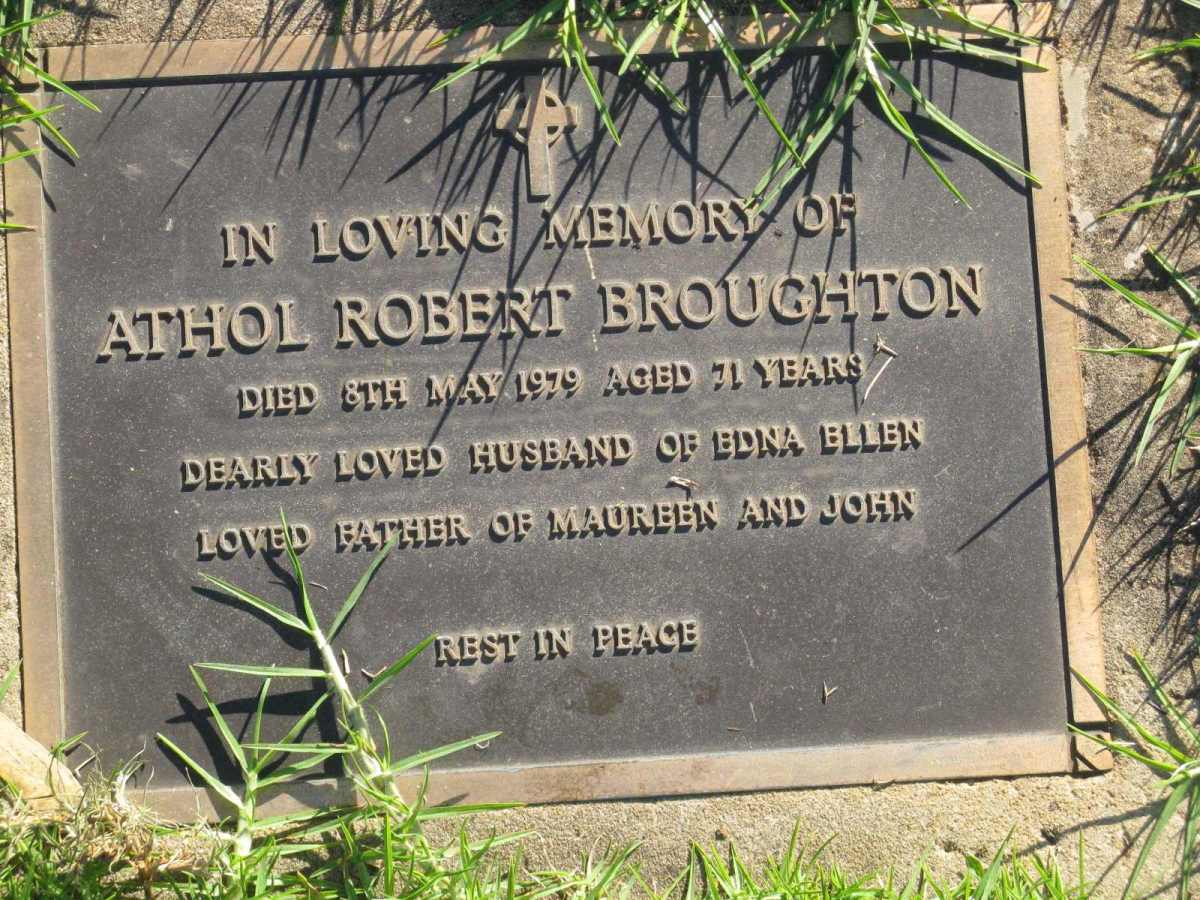 IN LOVING MEMORY OF
ATHOL ROBERT BROUGHTON
DIED 8TH MAY 1979 AGED 71 YEARS
DEARLY LOVED HUSBAND OF EDNA ELLEN
LOVED FATHER OF MAUREEN AND JOHN
REST IN PEACE